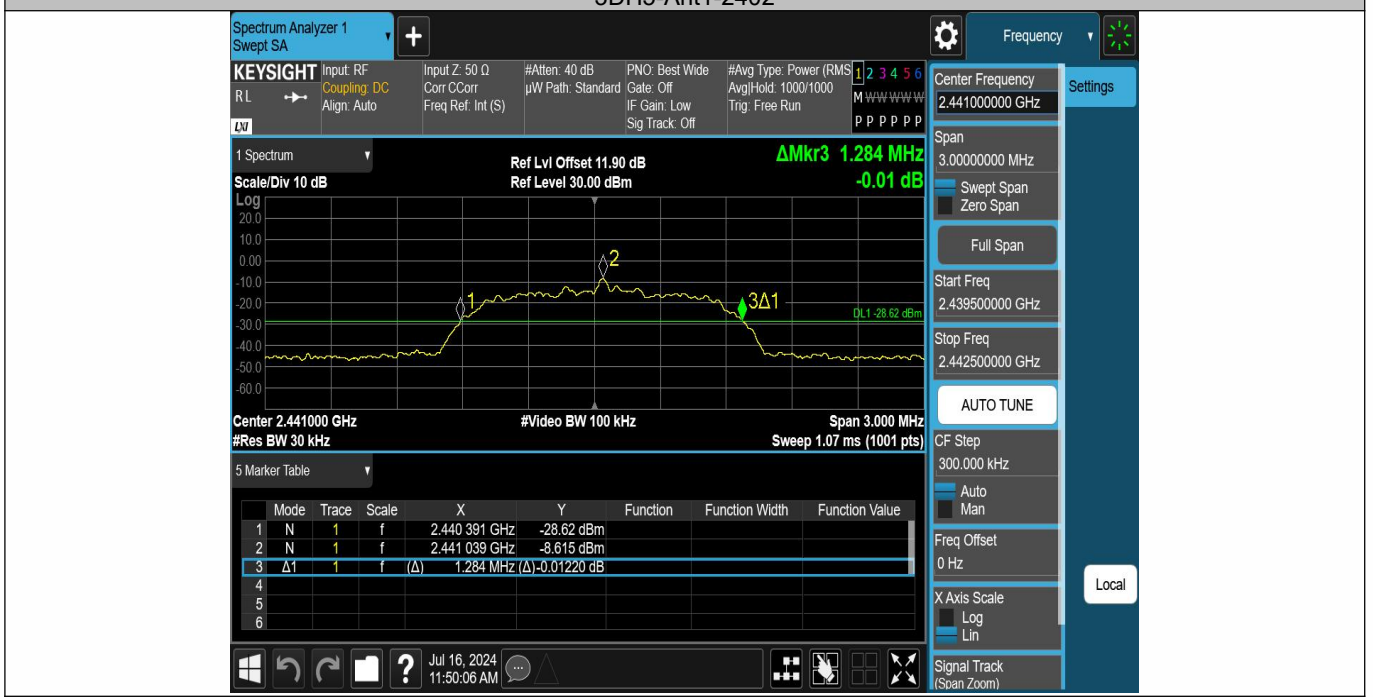 3DH5-Ant1-2402
Spectrum Analyzer 1
Swept SA
+
Frequency
KEYSIGHT
RL
LXI
Input: RF
Coupling: DC
Align: Auto
Input Z: 50 Ω
Corr CCorr
Freq Ref: Int (S)
#Atten: 40 dB
µW Path: Standard
PNO: Best Wide
Gate: Off
IF Gain: Low
Sig Track: Off
#Avg Type: Power (RMS
Avg|Hold: 1000/1000
Trig: Free Run
1 2 3 4 5 6
M W W W W W
P P P P P P
1 Spectrum
Scale/Div 10 dB
Ref Lvl Offset 11.90 dB
Ref Level 30.00 dBm
ΔMkr3 1.284 MHz
-0.01 dB
Log
20.0
10.0
0.00
-10.0
-20.0
-30.0
-40.0
-50.0
-60.0
1
2
3Δ1
DL1 -28.62 dBm
Center 2.441000 GHz
#Video BW 100 kHz
Span 3.000 MHz
#Res BW 30 kHz
Sweep 1.07 ms (1001 pts)
5 Marker Table
Mode Trace Scale X Y Function Function Width Function Value
1 N 1 f 2.440 391 GHz -28.62 dBm
2 N 1 f 2.441 039 GHz -8.615 dBm
3 Δ1 1 f (Δ) 1.284 MHz (Δ) -0.01220 dB
4
5
6
?
Jul 16, 2024
11:50:06 AM
Center Frequency
2.441000000 GHz
Span
3.00000000 MHz
Swept Span
Zero Span
Full Span
Start Freq
2.439500000 GHz
Stop Freq
2.442500000 GHz
AUTO TUNE
CF Step
300.000 kHz
Auto
Man
Freq Offset
0 Hz
X Axis Scale
Log
Lin
Signal Track
(Span Zoom)
Settings
Local